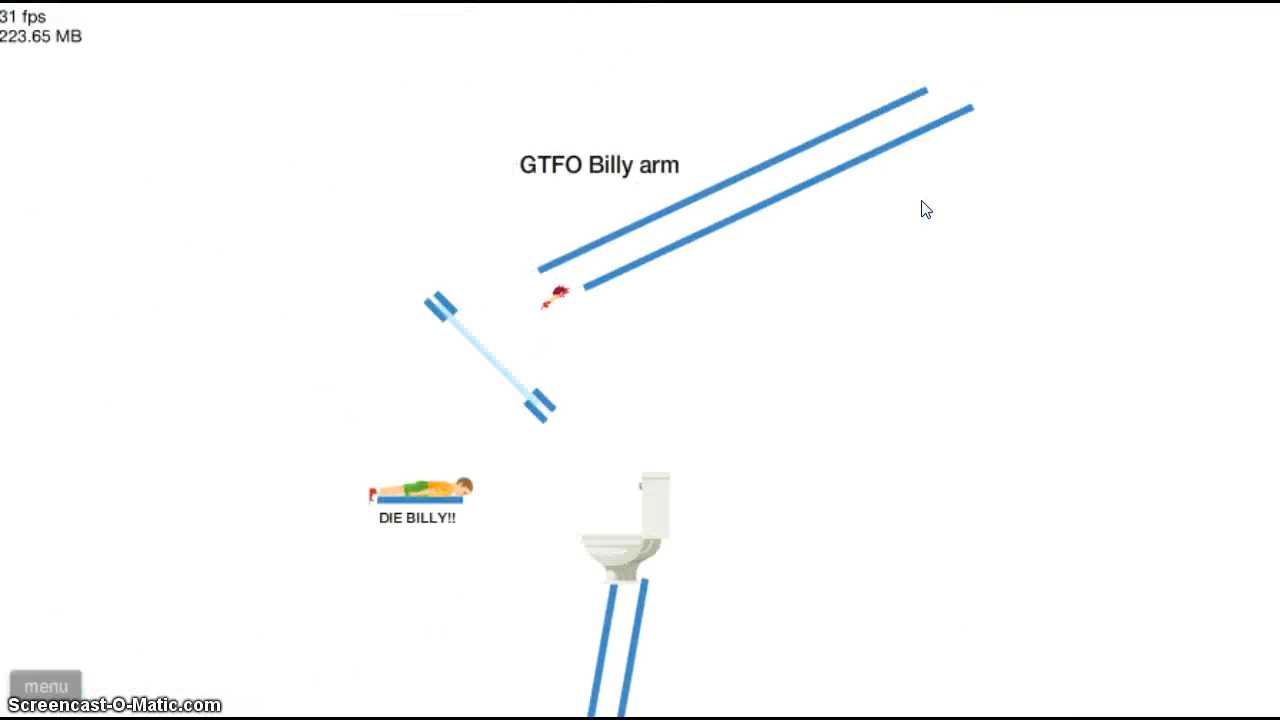 31 fps
223.65 MB
GTFO Billy arm
DIE BILLY!!
menu
Screencast-O-Matic.com